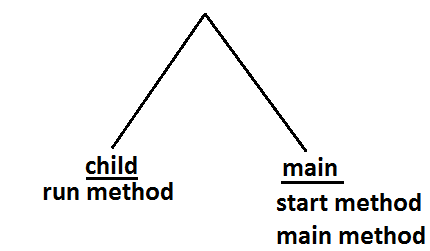 child
run method
main
start method
main method